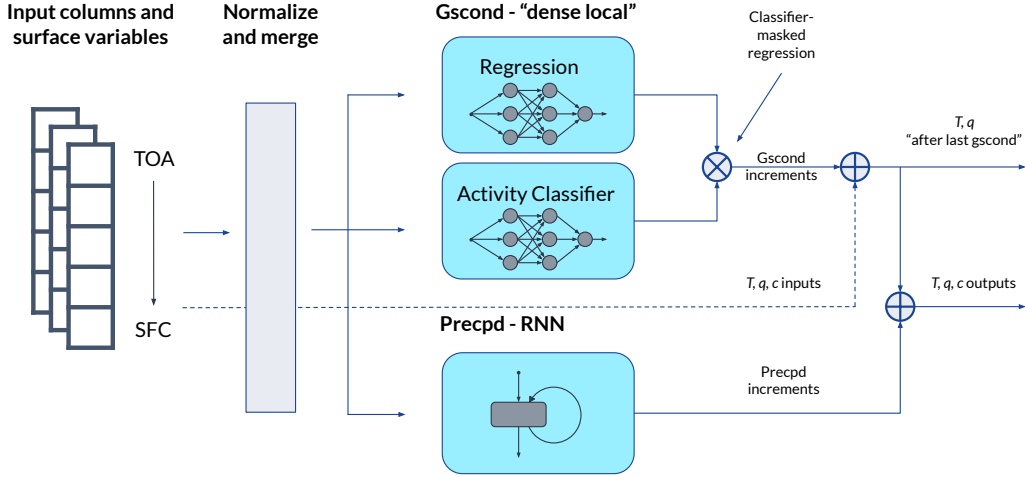 Input columns and
surface variables
Normalize
and merge
Gscond - “dense local”
Classifier-
masked
regression
Regression
TOA
T, q
“after last gscond”
Gscond
increments
Activity Classifier
T, q, c inputs
T, q, c outputs
SFC
Precpd - RNN
Precpd
increments